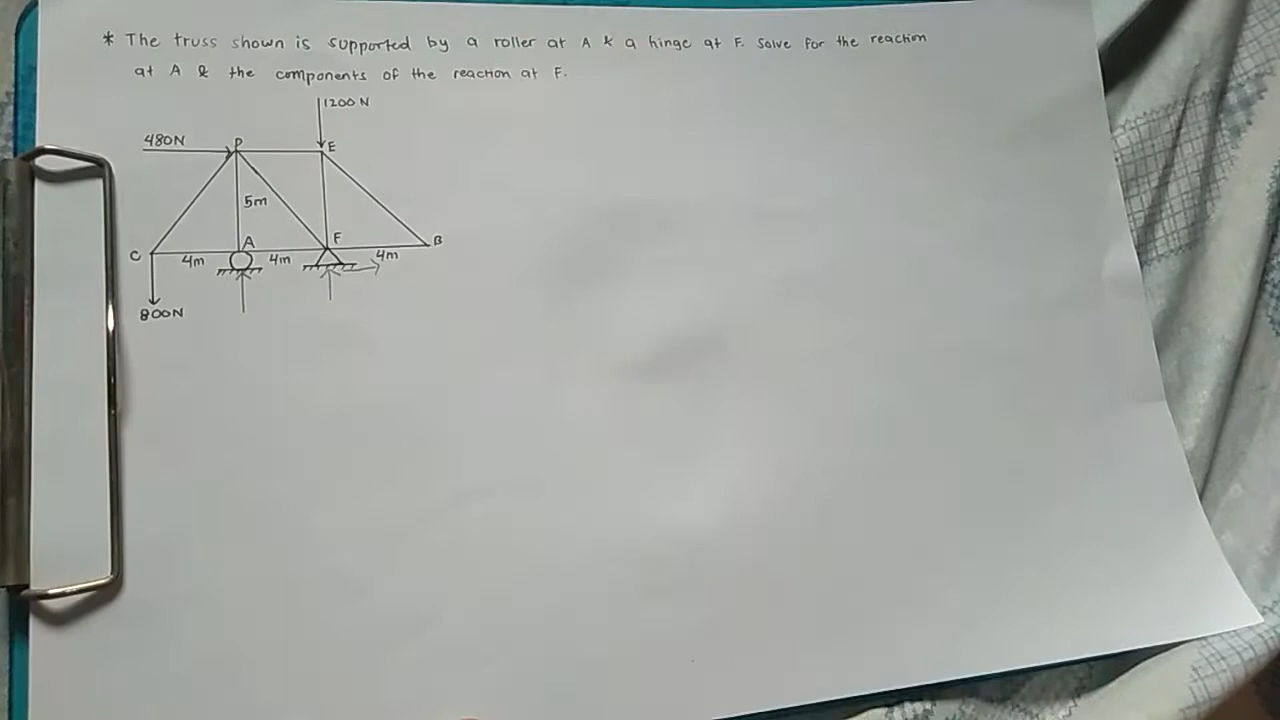 * The truss shown is supported by a roller at A & a hinge at F. Solve for the reaction
at A & the components of the reaction at F.
1200 N
480N
P
E
5m
C
A
F
B
4m
4m
4m
800N